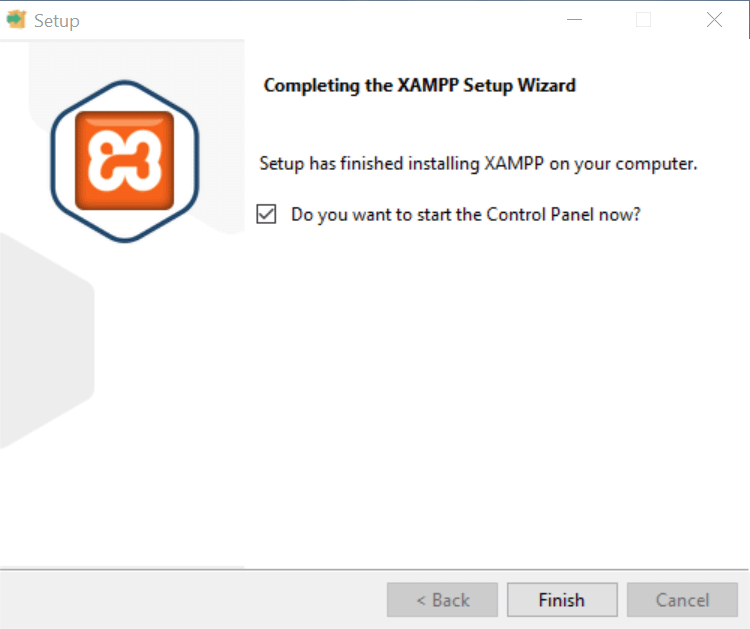 Setup
Completing the XAMPP Setup Wizard
Setup has finished installing XAMPP on your computer.
Do you want to start the Control Panel now?
< Back
Finish
Cancel